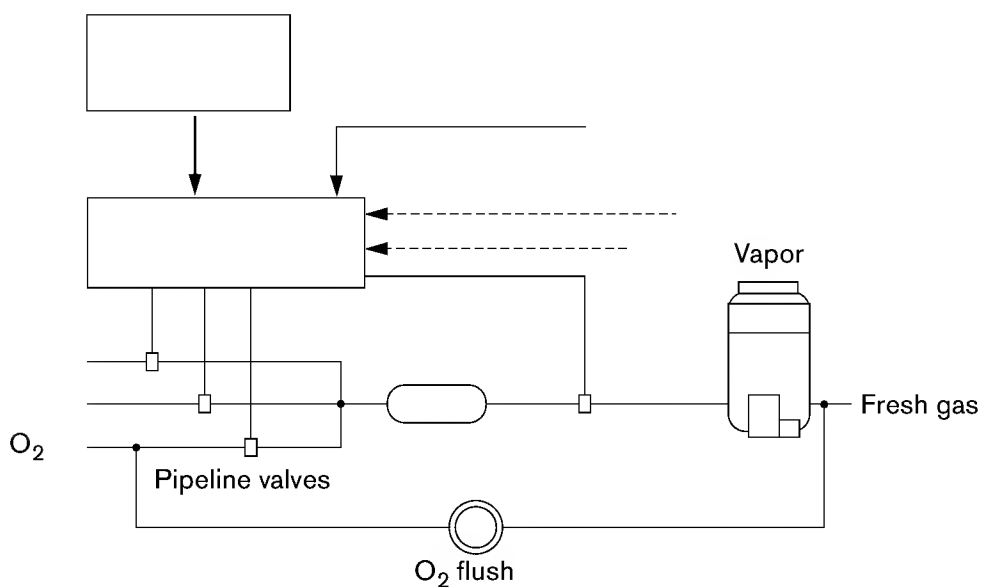 Vapor
Fresh gas
O₂
Pipeline valves
O₂ flush